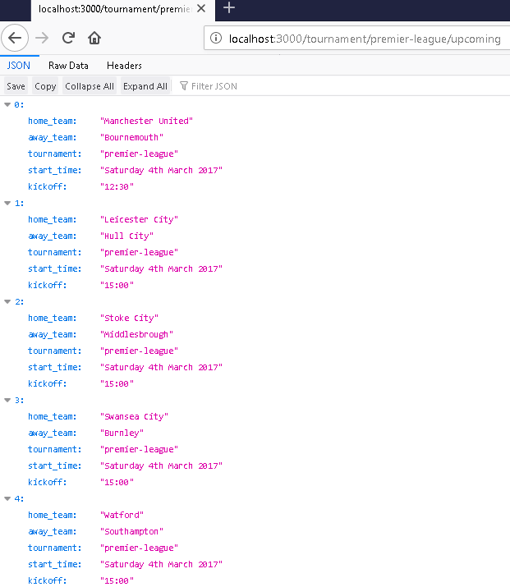 localhost:3000/tournament/premie
localhost:3000/tournament/premier-league/upcoming
JSON Raw Data Headers
Save Copy Collapse All Expand All Filter JSON
0:
home_team: "Manchester United"
away_team: "Bournemouth"
tournament: "premier-league"
start_time: "Saturday 4th March 2017"
kickoff: "12:30"
1:
home_team: "Leicester City"
away_team: "Hull City"
tournament: "premier-league"
start_time: "Saturday 4th March 2017"
kickoff: "15:00"
2:
home_team: "Stoke City"
away_team: "Middlesbrough"
tournament: "premier-league"
start_time: "Saturday 4th March 2017"
kickoff: "15:00"
3:
home_team: "Swansea City"
away_team: "Burnley"
tournament: "premier-league"
start_time: "Saturday 4th March 2017"
kickoff: "15:00"
4:
home_team: "Watford"
away_team: "Southampton"
tournament: "premier-league"
start_time: "Saturday 4th March 2017"
kickoff: "15:00"